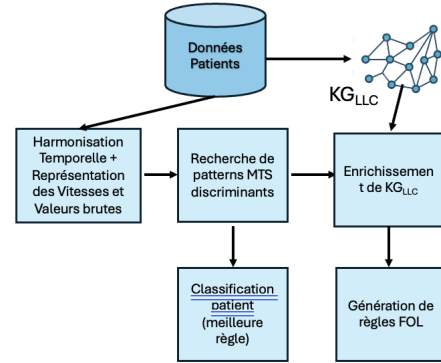 Données
Patients
KGLLC
Harmonisation
Temporelle +
Représentation
des Vitesses et
Valeurs brutes
Recherche de
patterns MTS
discriminants
Enrichissemen
t de KGLLC
Classification
patient
(meilleure
règle)
Génération de
règles FOL